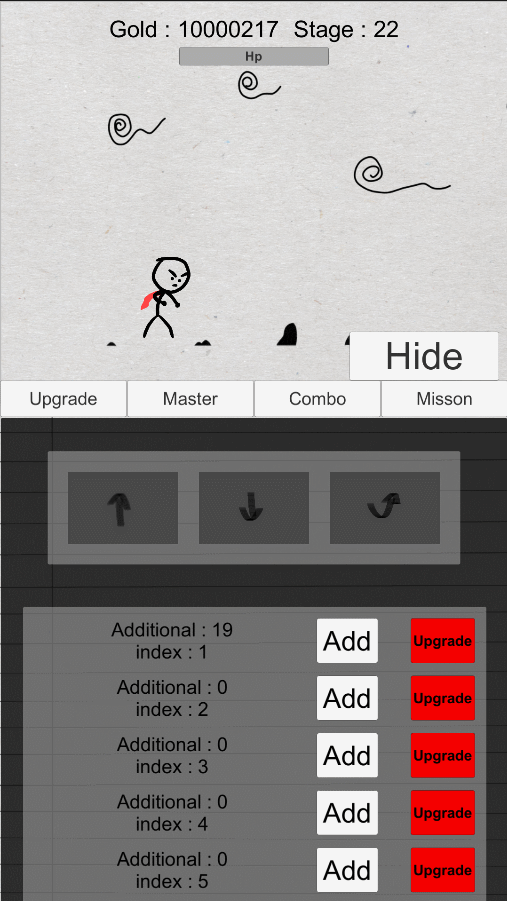 Gold : 10000217 Stage : 22
Hp
Hide
Upgrade Master Combo Misson
Additional : 19
index : 1
Add Upgrade
Additional : 0
index : 2
Add Upgrade
Additional : 0
index : 3
Add Upgrade
Additional : 0
index : 4
Add Upgrade
Additional : 0
index : 5
Add Upgrade